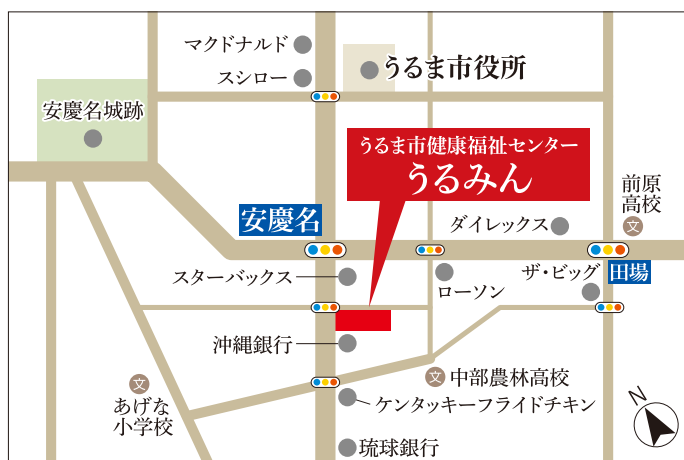 マクドナルド
スシロー
うるま市役所
安慶名城跡
うるま市健康福祉センター
うるみん
前原
高校
文
安慶名
ダイレックス
スターバックス
ローソン
ザ・ビッグ
田場
沖縄銀行
文
中部農林高校
文
あげな
小学校
ケンタッキーフライドチキン
琉球銀行
N